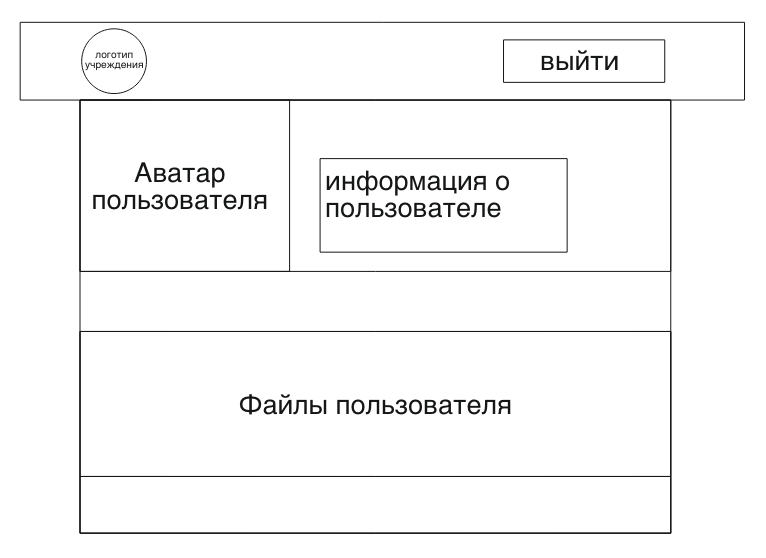 логотип
учреждения
выйти
Аватар
пользователя
информация о
пользователе
Файлы пользователя